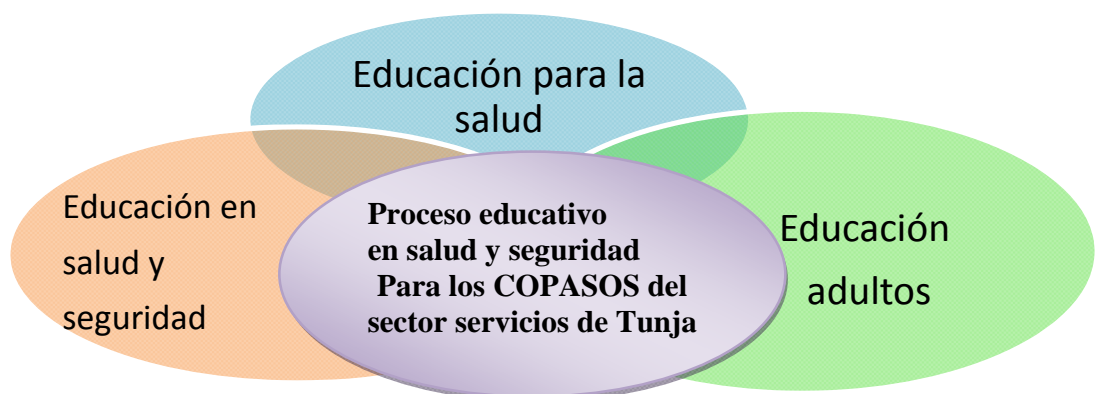 Educación para la
salud
Educación en
salud y
seguridad
Proceso educativo
en salud y seguridad
Para los COPASOS del
sector servicios de Tunja
Educación
adultos